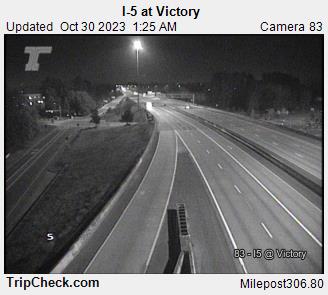 I-5 at Victory
Updated Oct 30 2023 1:25 AM Camera 83
T
S
83 - I5 @ Victory
TripCheck.com Milepost306.80